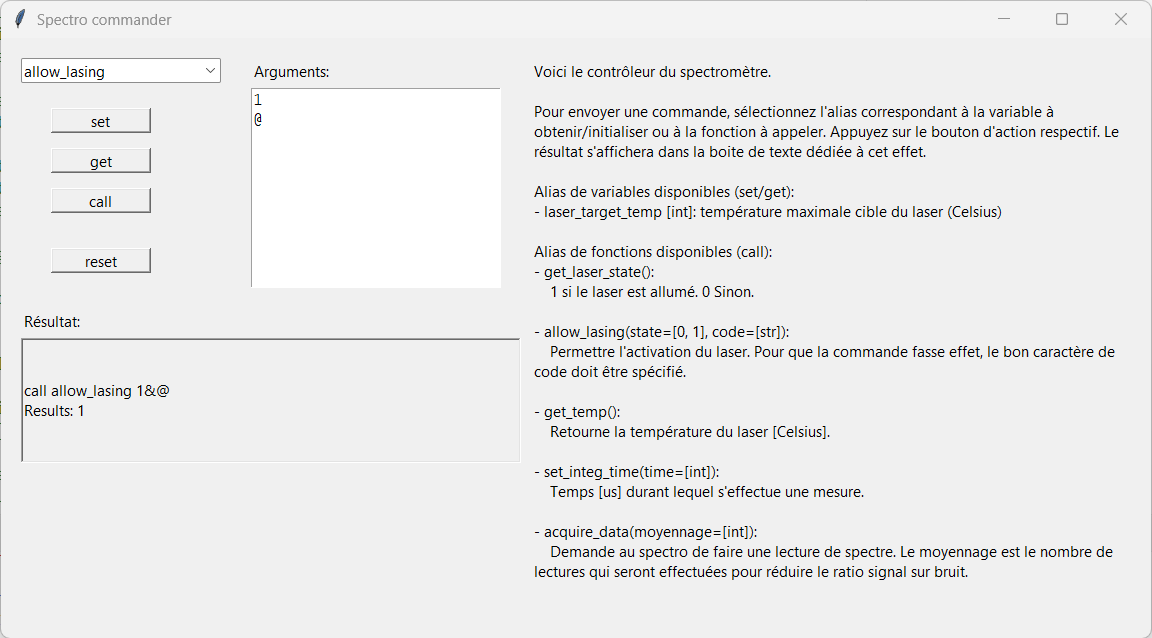 Spectro commander
allow_lasing
set
get
call
reset
Arguments:
1
@
Résultat:
call allow_lasing 1&@
Results: 1
Voici le contrôleur du spectromètre.
Pour envoyer une commande, sélectionnez l'alias correspondant à la variable à
obtenir/initialiser ou à la fonction à appeler. Appuyez sur le bouton d'action respectif. Le
résultat s'affichera dans la boite de texte dédiée à cet effet.
Alias de variables disponibles (set/get):
- laser_target_temp [int]: température maximale cible du laser (Celsius)
Alias de fonctions disponibles (call):
- get_laser_state():
1 si le laser est allumé. 0 Sinon.
- allow_lasing(state=[0, 1], code=[str]):
Permettre l'activation du laser. Pour que la commande fasse effet, le bon caractère de
code doit être spécifié.
- get_temp():
Retourne la température du laser [Celsius].
- set_integ_time(time=[int]):
Temps [us] durant lequel s'effectue une mesure.
- acquire_data(moyennage=[int]):
Demande au spectro de faire une lecture de spectre. Le moyennage est le nombre de
lectures qui seront effectuées pour réduire le ratio signal sur bruit.